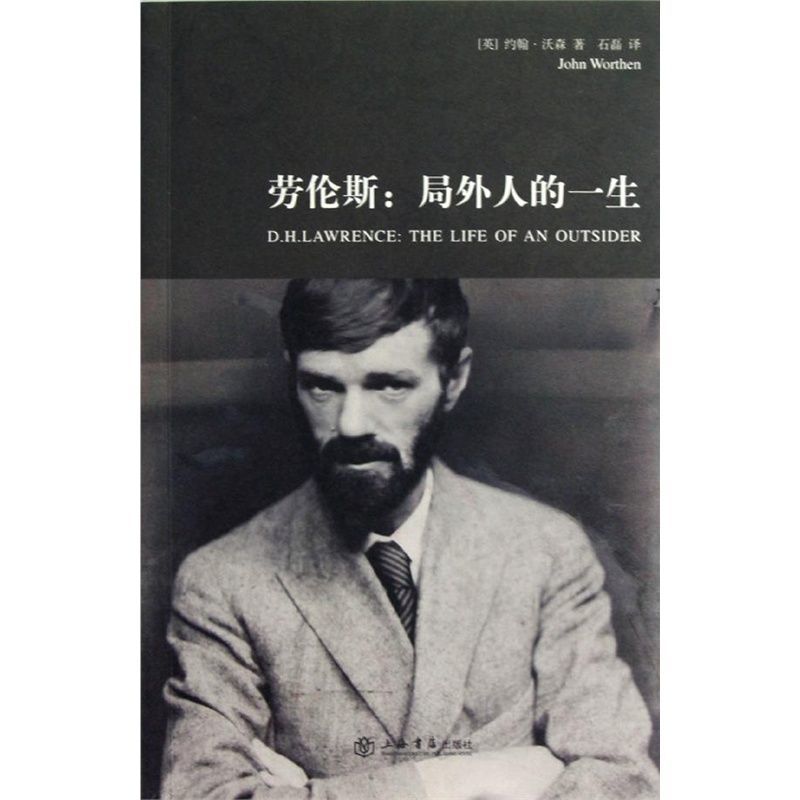 [英] 约翰·沃森 著 石磊 译
John Worthen
劳伦斯：局外人的一生
D.H.LAWRENCE: THE LIFE OF AN OUTSIDER
上海书店出版社